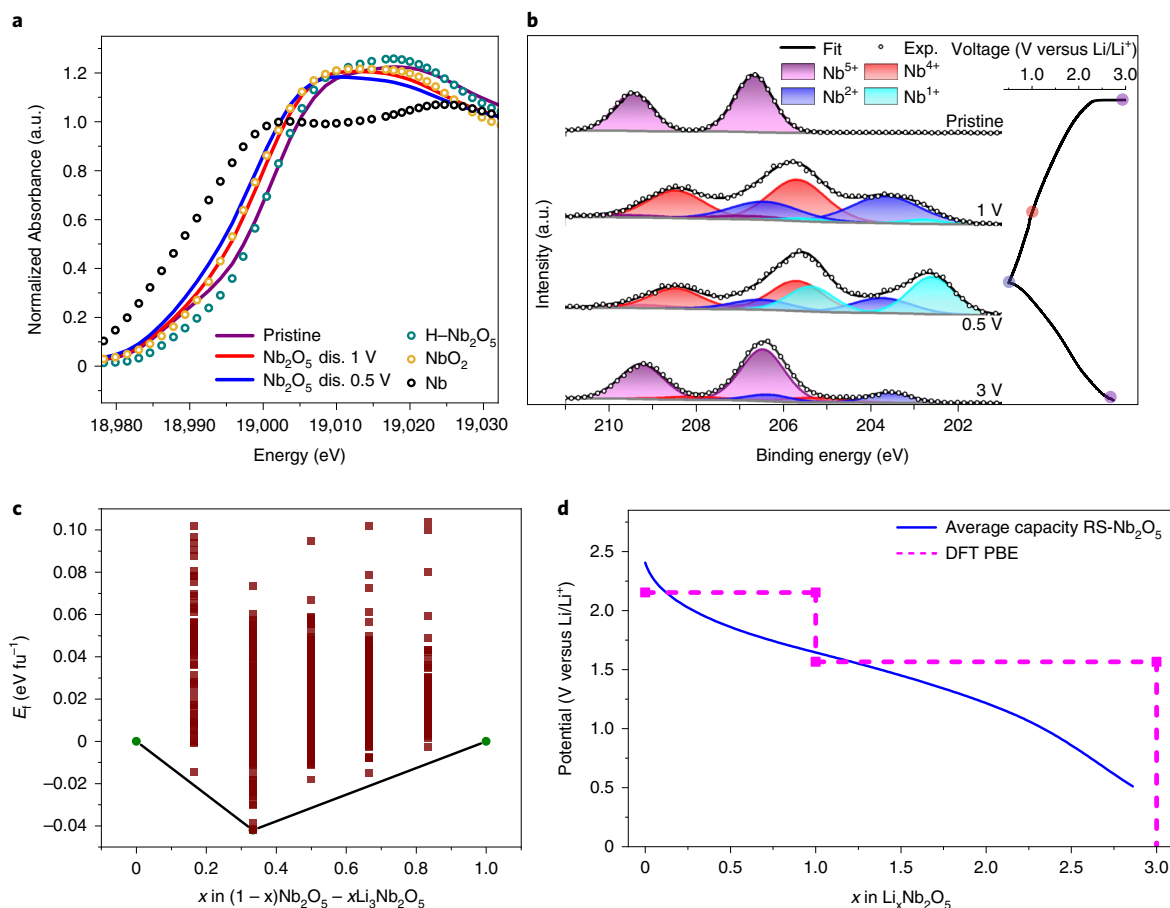 a
Normalized Absorbance (a.u.)
1.2
1.0
0.8
0.6
0.4
0.2
0
Pristine
Nb₂O₅ dis. 1 V
Nb₂O₅ dis. 0.5 V
H–Nb₂O₅
NbO₂
Nb
18,980
18,990
19,000
19,010
19,020
19,030
Energy (eV)
b
Fit
Exp.
Nb⁵⁺
Nb⁴⁺
Nb²⁺
Nb¹⁺
Voltage (V versus Li/Li⁺)
1.0
2.0
3.0
Pristine
1 V
0.5 V
3 V
Intensity (a.u.)
210
208
206
204
202
Binding energy (eV)
c
E_f (eV fu⁻¹)
0.10
0.08
0.06
0.04
0.02
0
–0.02
–0.04
0
0.2
0.4
0.6
0.8
1.0
x in (1 – x)Nb₂O₅ – xLi₃Nb₂O₅
d
Average capacity RS-Nb₂O₅
DFT PBE
Potential (V versus Li/Li⁺)
2.5
2.0
1.5
1.0
0.5
0
0
0.5
1.0
1.5
2.0
2.5
3.0
x in LiₓNb₂O₅